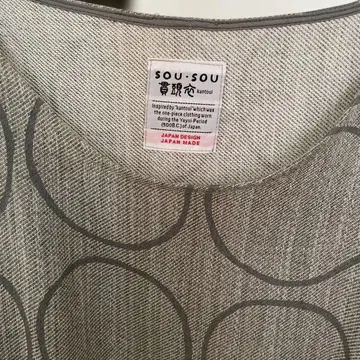 SOU・SOU
貫頭衣 kantoui
Inspired by "kantoui" which was
the one-piece clothing worn
during the Yayoi Period
(500B.C.) of Japan.
JAPAN DESIGN
JAPAN MADE